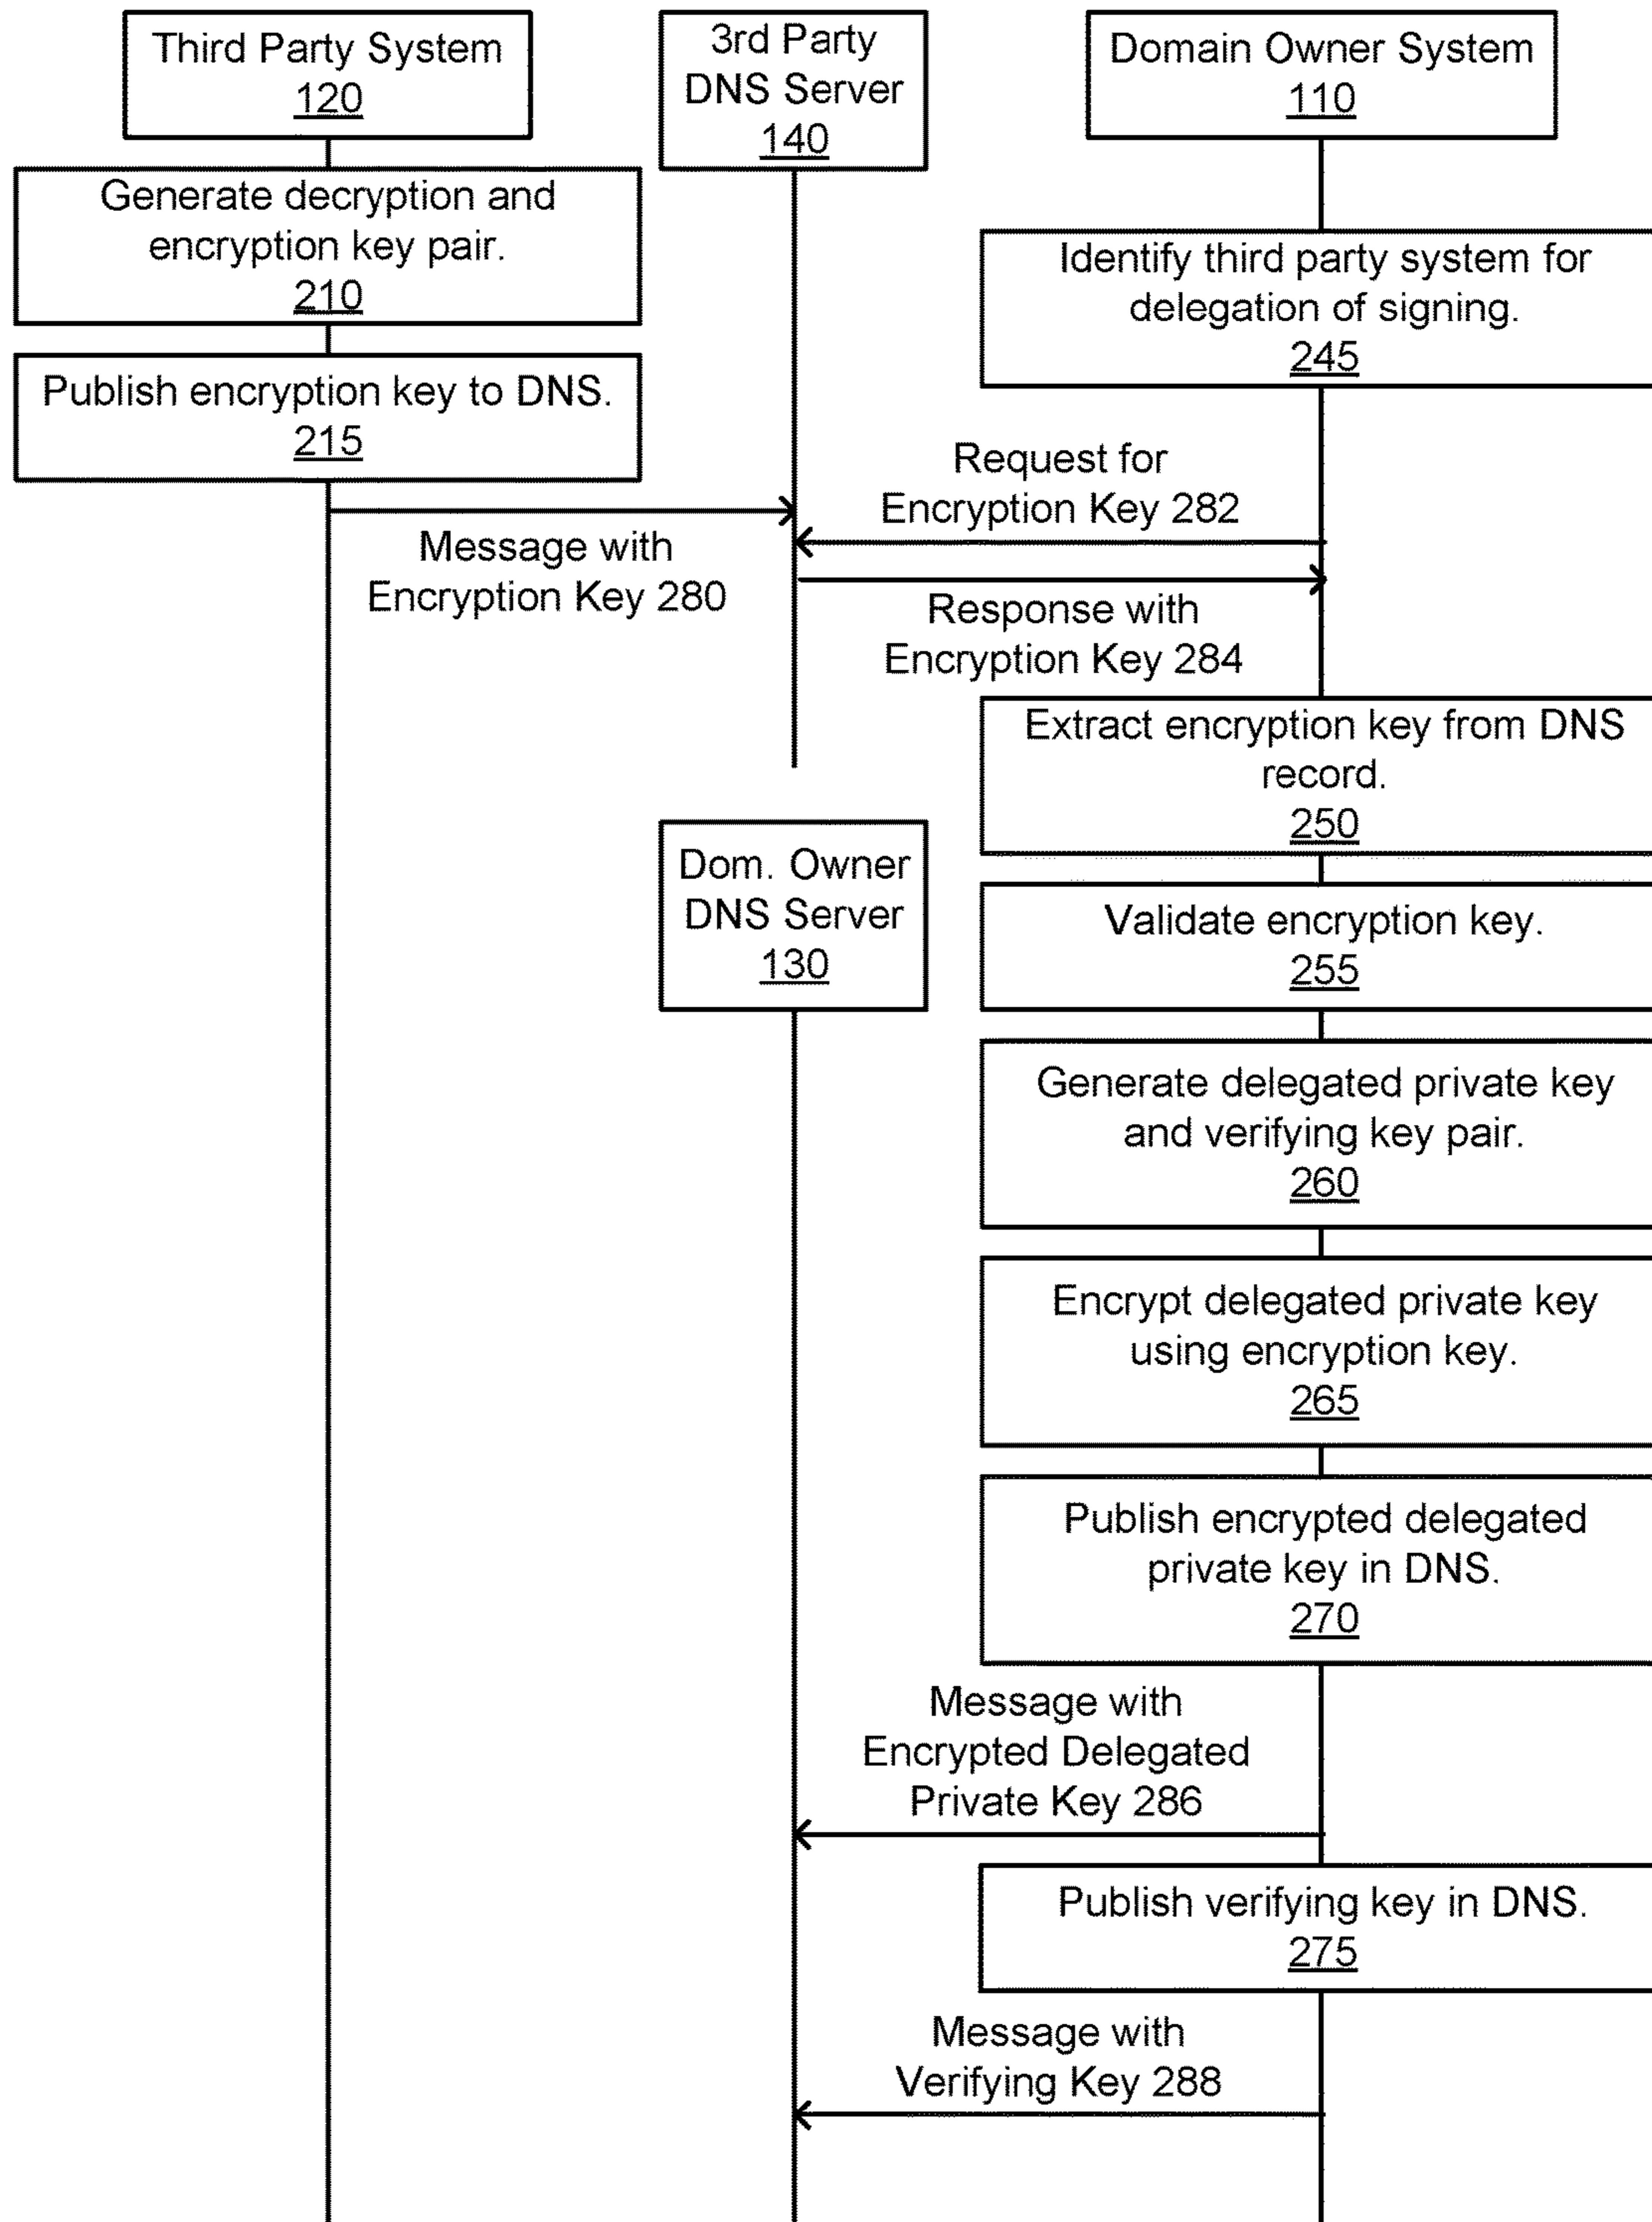 Third Party System
120
3rd Party
DNS Server
140
Domain Owner System
110
Generate decryption and
encryption key pair.
210
Identify third party system for
delegation of signing.
245
Publish encryption key to DNS.
215
Request for
Encryption Key 282
Message with
Encryption Key 280
Response with
Encryption Key 284
Extract encryption key from DNS
record.
250
Dom. Owner
DNS Server
130
Validate encryption key.
255
Generate delegated private key
and verifying key pair.
260
Encrypt delegated private key
using encryption key.
265
Publish encrypted delegated
private key in DNS.
270
Message with
Encrypted Delegated
Private Key 286
Publish verifying key in DNS.
275
Message with
Verifying Key 288